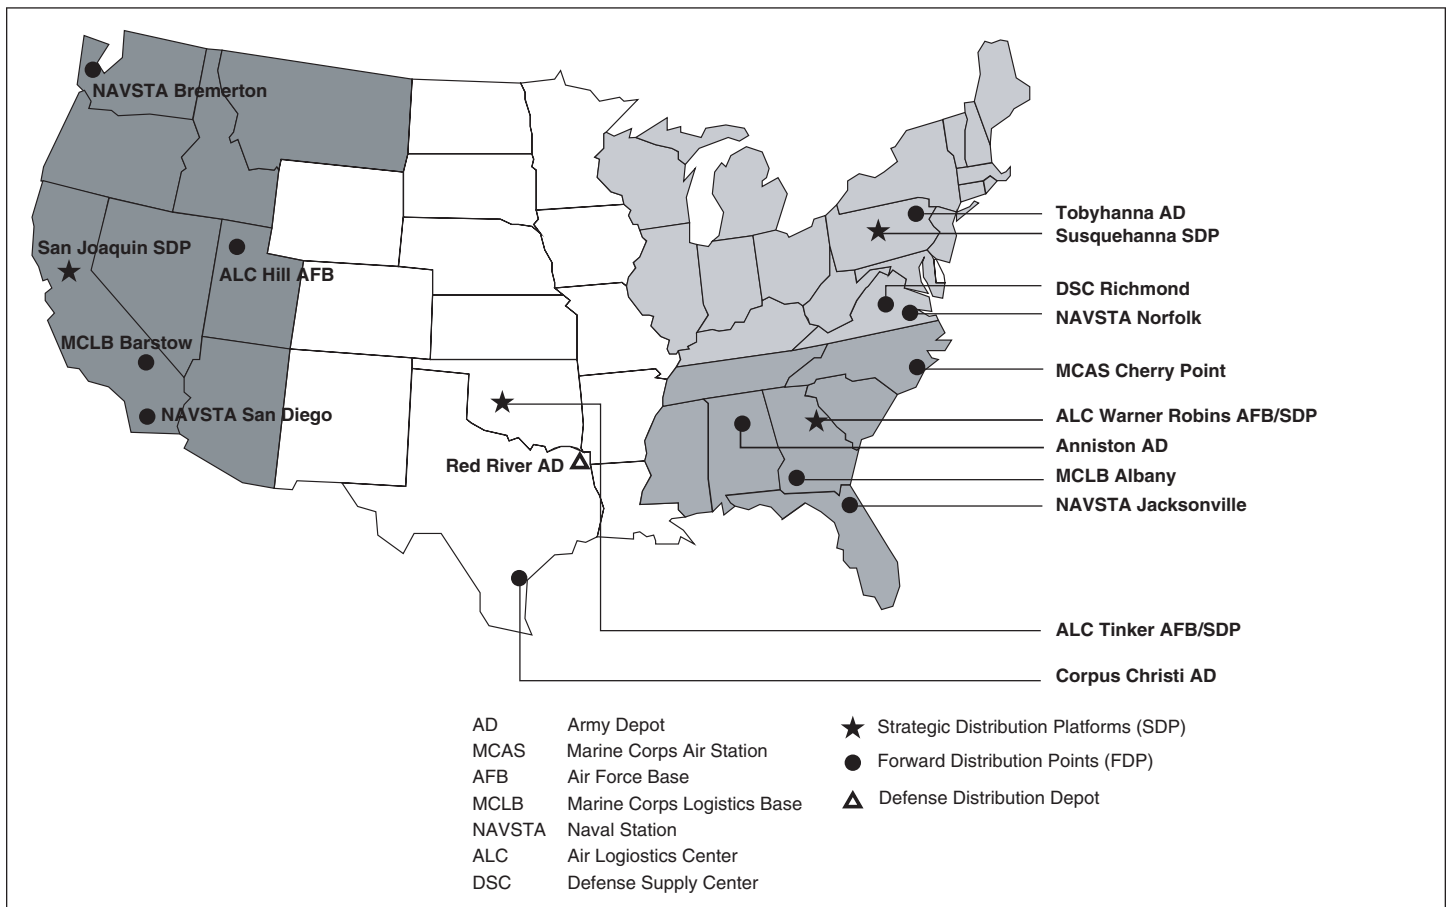 NAVSTA Bremerton
San Joaquin SDP
ALC Hill AFB
MCLB Barstow
NAVSTA San Diego
Red River AD
Tobyhanna AD
Susquehanna SDP
DSC Richmond
NAVSTA Norfolk
MCAS Cherry Point
ALC Warner Robins AFB/SDP
Anniston AD
MCLB Albany
NAVSTA Jacksonville
ALC Tinker AFB/SDP
Corpus Christi AD
AD Army Depot
MCAS Marine Corps Air Station
AFB Air Force Base
MCLB Marine Corps Logistics Base
NAVSTA Naval Station
ALC Air Logiostics Center
DSC Defense Supply Center
Strategic Distribution Platforms (SDP)
Forward Distribution Points (FDP)
Defense Distribution Depot